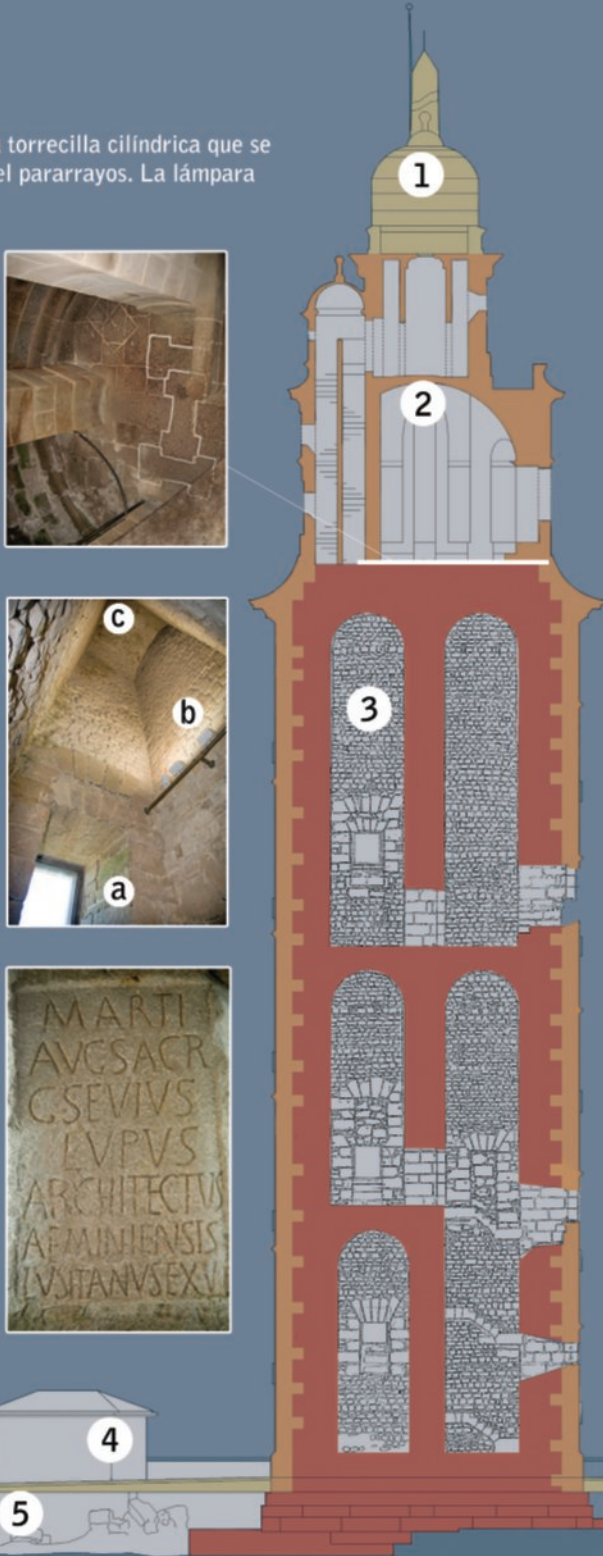 torrecilla cilíndrica que se
el pararrayos. La lámpara
1
2
c
3
b
a
MARTI
AVG SACR
C SEVIVS
LVPVS
ARCHITECTVS
AEMINIENSIS
LVSITANVS EX V
4
5